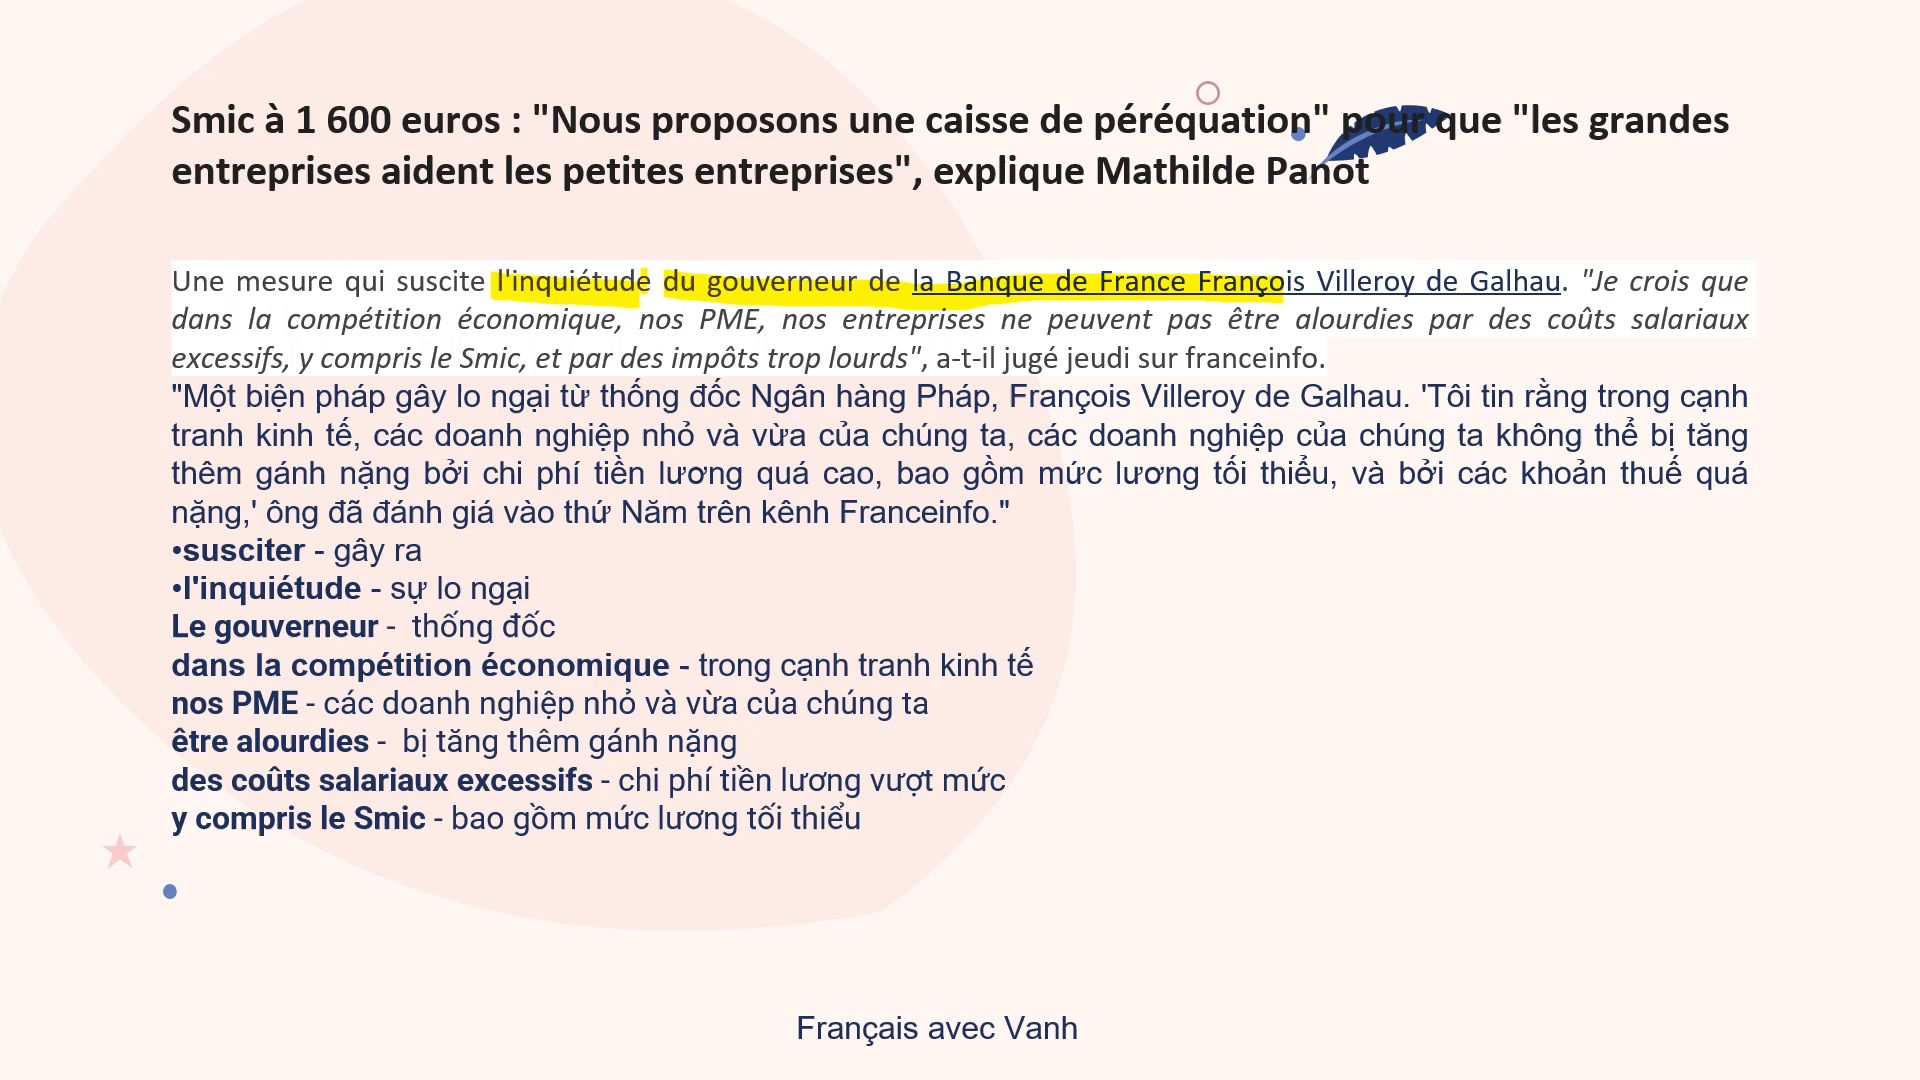 Smic à 1 600 euros : "Nous proposons une caisse de péréquation" pour que "les grandes
entreprises aident les petites entreprises", explique Mathilde Panot
Une mesure qui suscite l'inquiétude du gouverneur de la Banque de France François Villeroy de Galhau. "Je crois que
dans la compétition économique, nos PME, nos entreprises ne peuvent pas être alourdies par des coûts salariaux
excessifs, y compris le Smic, et par des impôts trop lourds", a-t-il jugé jeudi sur franceinfo.
"Một biện pháp gây lo ngại từ thống đốc Ngân hàng Pháp, François Villeroy de Galhau. 'Tôi tin rằng trong cạnh
tranh kinh tế, các doanh nghiệp nhỏ và vừa của chúng ta, các doanh nghiệp của chúng ta không thể bị tăng
thêm gánh nặng bởi chi phí tiền lương quá cao, bao gồm mức lương tối thiểu, và bởi các khoản thuế quá
nặng,' ông đã đánh giá vào thứ Năm trên kênh Franceinfo."
•susciter - gây ra
•l'inquiétude - sự lo ngại
Le gouverneur - thống đốc
dans la compétition économique - trong cạnh tranh kinh tế
nos PME - các doanh nghiệp nhỏ và vừa của chúng ta
être alourdies - bị tăng thêm gánh nặng
des coûts salariaux excessifs - chi phí tiền lương vượt mức
y compris le Smic - bao gồm mức lương tối thiểu
Français avec Vanh